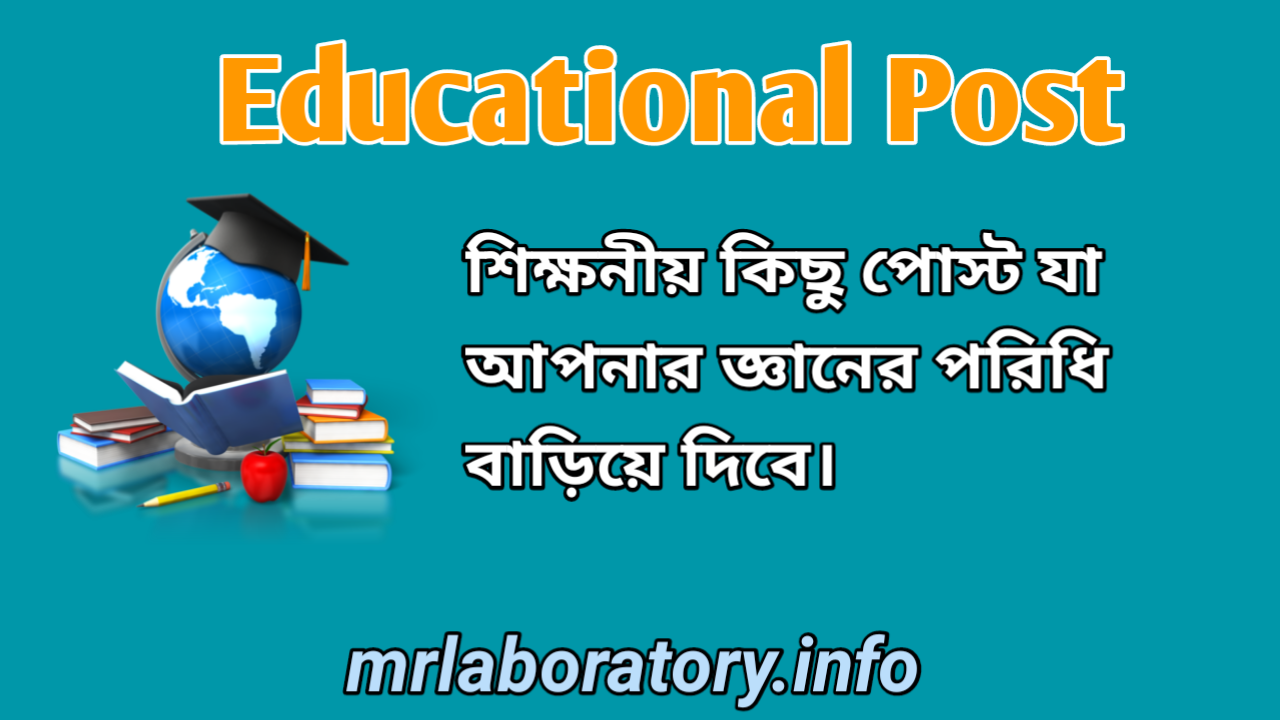 Educational Post
শিক্ষনীয় কিছু পোস্ট যা
আপনার জ্ঞানের পরিধি
বাড়িয়ে দিবে।
mrlaboratory.info